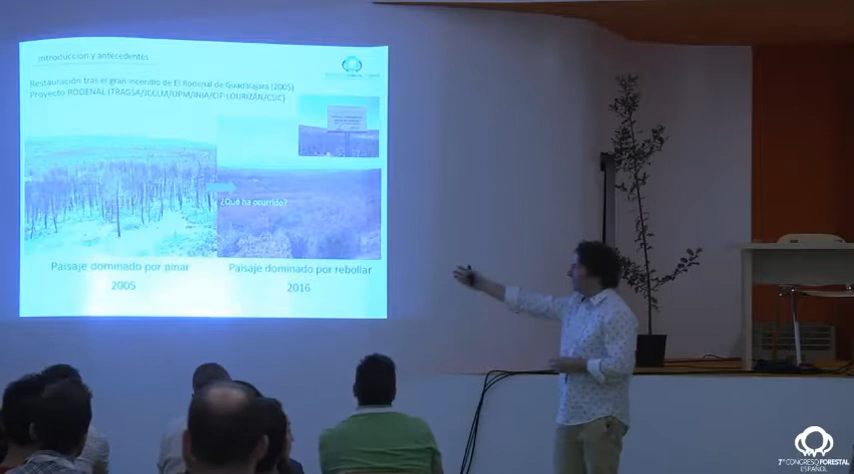 Introducción y antecedentes
Restauración tras el gran incendio de El Rodenal de Guadalajara (2005)
Proyecto RODENAL (TRAGSA/JCCLM/UPM/INIA/CIF-LOURIZÁN/CSIC)
¿Qué ha ocurrido?
Paisaje dominado por pinar
Paisaje dominado por rebollar
2005
2016
7º CONGRESO FORESTAL
ESPAÑOL